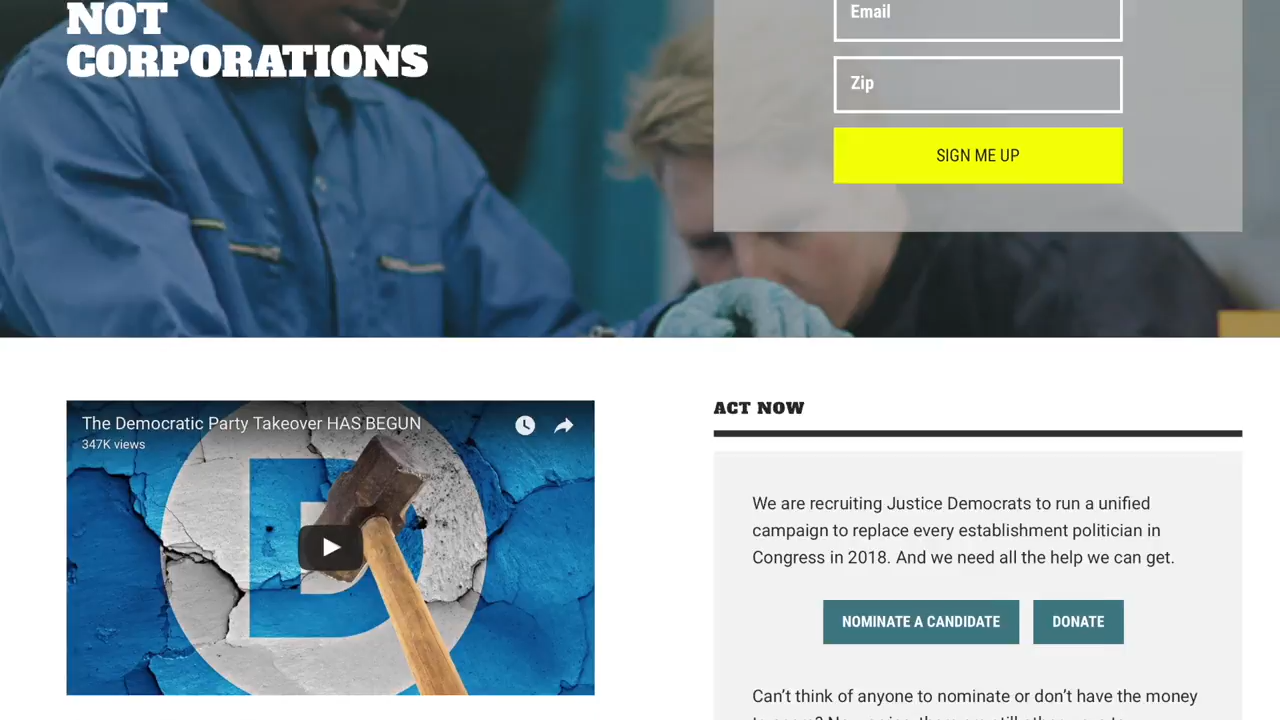 NOT
CORPORATIONS
Email
Zip
SIGN ME UP
The Democratic Party Takeover HAS BEGUN
347K views
D
ACT NOW
We are recruiting Justice Democrats to run a unified
campaign to replace every establishment politician in
Congress in 2018. And we need all the help we can get.
NOMINATE A CANDIDATE
DONATE
Can’t think of anyone to nominate or don’t have the money